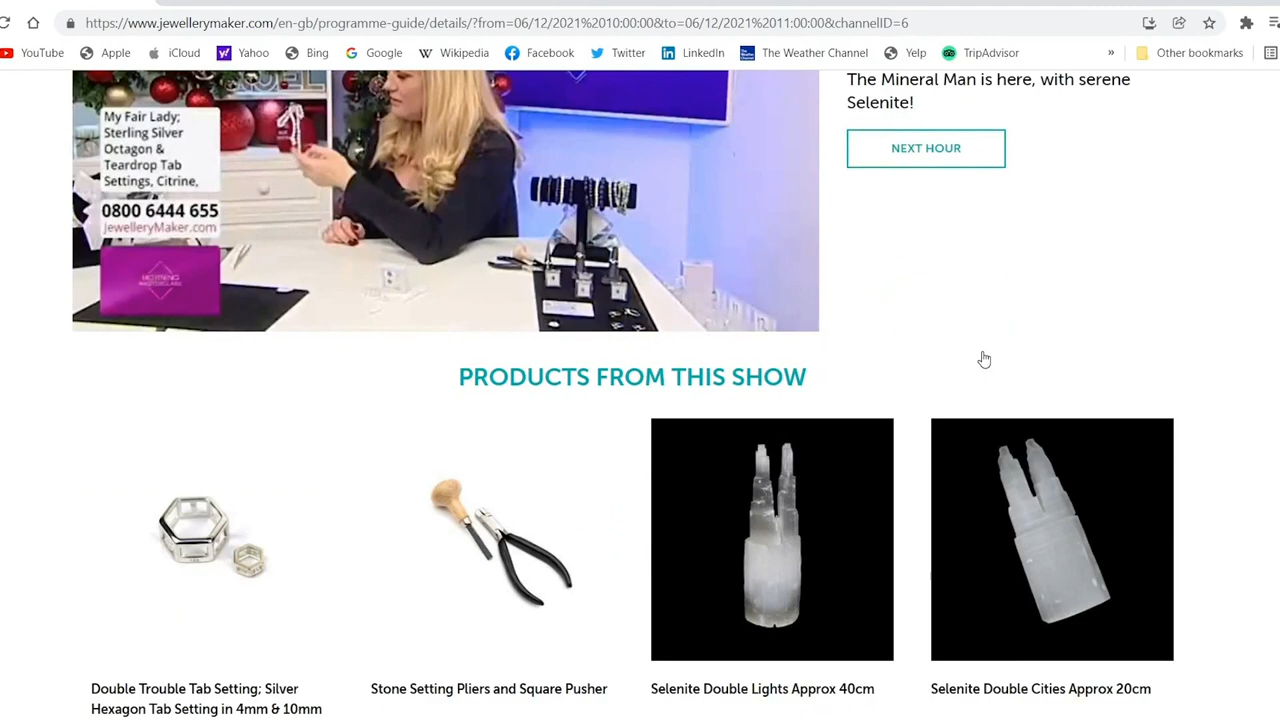 https://www.jewellerymaker.com/en-gb/programme-guide/details/?from=06/12/2021%2010:00:00&to=06/12/2021%2011:00:00&channelID=6
YouTube Apple iCloud Yahoo Bing Google Wikipedia Facebook Twitter LinkedIn The Weather Channel Yelp TripAdvisor » Other bookmarks
My Fair Lady;
Sterling Silver
Octagon &
Teardrop Tab
Settings, Citrine,
0800 6444 655
JewelleryMaker.com
MORNING
MASTERCLASS
The Mineral Man is here, with serene
Selenite!
NEXT HOUR
PRODUCTS FROM THIS SHOW
Double Trouble Tab Setting; Silver
Hexagon Tab Setting in 4mm & 10mm
Stone Setting Pliers and Square Pusher
Selenite Double Lights Approx 40cm
Selenite Double Cities Approx 20cm